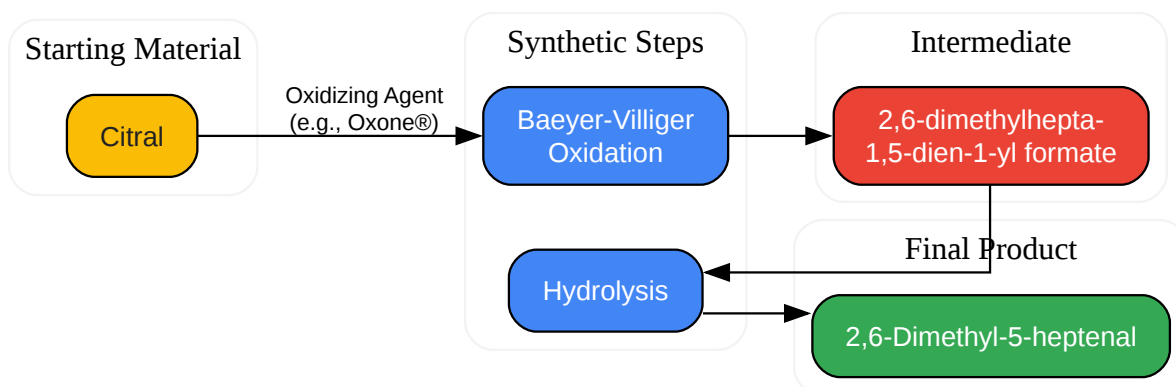 Starting Material
Citral
Oxidizing Agent
(e.g., Oxone®)
Synthetic Steps
Baeyer-Villiger
Oxidation
Intermediate
2,6-dimethylhepta-
1,5-dien-1-yl formate
Hydrolysis
Final Product
2,6-Dimethyl-5-heptenal